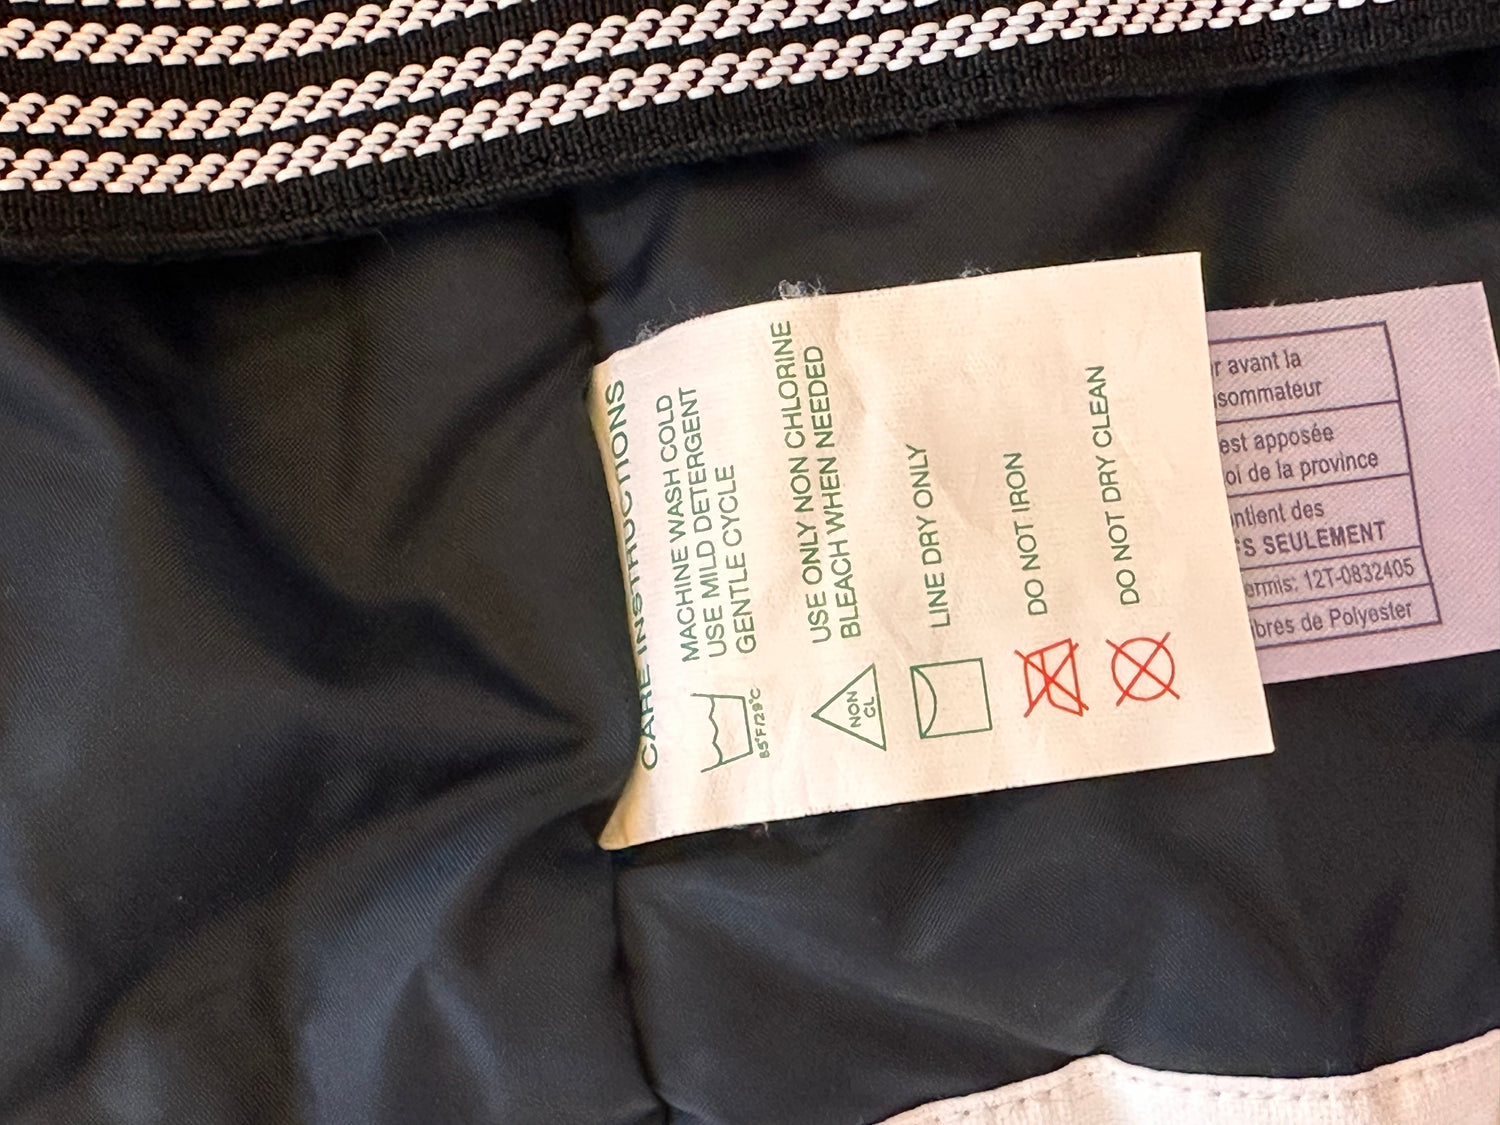 CARE INSTRUCTIONS
MACHINE WASH COLD
USE MILD DETERGENT
GENTLE CYCLE
85°F/29°C
USE ONLY NON CHLORINE
BLEACH WHEN NEEDED
NON
CL
LINE DRY ONLY
DO NOT IRON
DO NOT DRY CLEAN
r avant la
sommateur
est apposée
oi de la province
ntient des
S SEULEMENT
ermis: 12T-0832405
ibres de Polyester